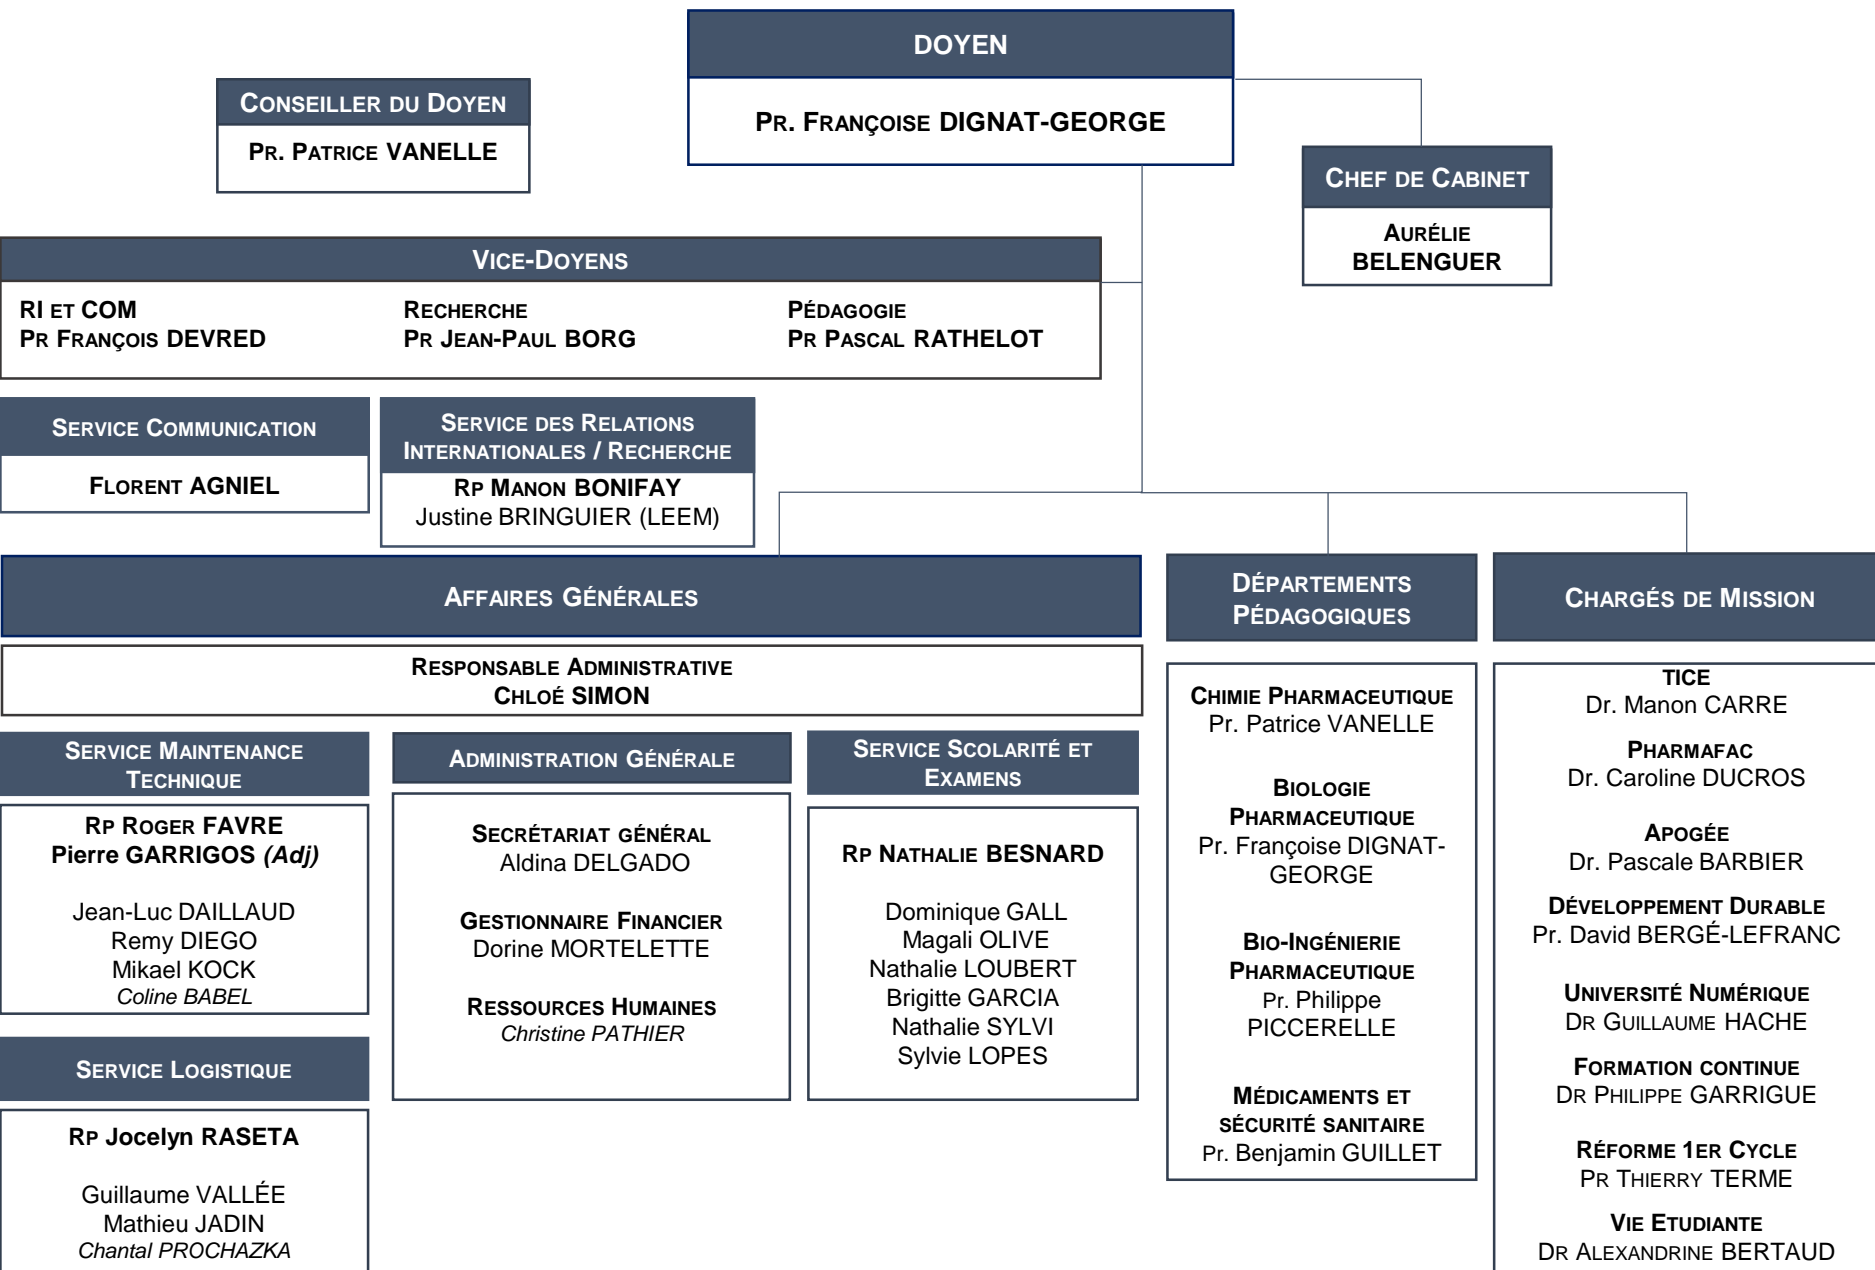 DOYEN
PR. FRANÇOISE DIGNAT-GEORGE
CONSEILLER DU DOYEN
PR. PATRICE VANELLE
CHEF DE CABINET
AURÉLIE
BELENGUER
VICE-DOYENS
RI ET COM
PR FRANÇOIS DEVRED
RECHERCHE
PR JEAN-PAUL BORG
PÉDAGOGIE
PR PASCAL RATHELOT
SERVICE COMMUNICATION
FLORENT AGNIEL
SERVICE DES RELATIONS
INTERNATIONALES / RECHERCHE
RP MANON BONIFAY
Justine BRINGUIER (LEEM)
AFFAIRES GÉNÉRALES
RESPONSABLE ADMINISTRATIVE
CHLOÉ SIMON
SERVICE MAINTENANCE
TECHNIQUE
RP ROGER FAVRE
Pierre GARRIGOS (Adj)
Jean-Luc DAILLAUD
Remy DIEGO
Mikael KOCK
Coline BABEL
SERVICE LOGISTIQUE
RP Jocelyn RASETA
Guillaume VALLÉE
Mathieu JADIN
Chantal PROCHAZKA
ADMINISTRATION GÉNÉRALE
SECRÉTARIAT GÉNÉRAL
Aldina DELGADO
GESTIONNAIRE FINANCIER
Dorine MORTELETTE
RESSOURCES HUMAINES
Christine PATHIER
SERVICE SCOLARITÉ ET
EXAMENS
RP NATHALIE BESNARD
Dominique GALL
Magali OLIVE
Nathalie LOUBERT
Brigitte GARCIA
Nathalie SYLVI
Sylvie LOPES
DÉPARTEMENTS
PÉDAGOGIQUES
CHIMIE PHARMACEUTIQUE
Pr. Patrice VANELLE
BIOLOGIE
PHARMACEUTIQUE
Pr. Françoise DIGNAT-
GEORGE
BIO-INGÉNIERIE
PHARMACEUTIQUE
Pr. Philippe
PICCERELLE
MÉDICAMENTS ET
SÉCURITÉ SANITAIRE
Pr. Benjamin GUILLET
CHARGÉS DE MISSION
TICE
Dr. Manon CARRE
PHARMAFAC
Dr. Caroline DUCROS
APOGÉE
Dr. Pascale BARBIER
DÉVELOPPEMENT DURABLE
Pr. David BERGÉ-LEFRANC
UNIVERSITÉ NUMÉRIQUE
DR GUILLAUME HACHE
FORMATION CONTINUE
DR PHILIPPE GARRIGUE
RÉFORME 1ER CYCLE
PR THIERRY TERME
VIE ETUDIANTE
DR ALEXANDRINE BERTAUD